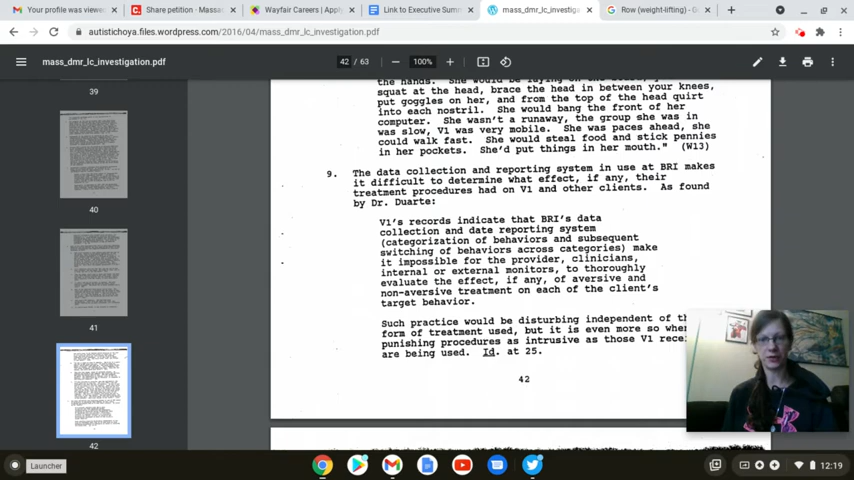 Your profile was viewe
Share petition - Massa
Wayfair Careers | Appl
Link to Executive Summ
mass_dmr_lc_investigat
Row (weight-lifting) - G
autistichoya.files.wordpress.com/2016/04/mass_dmr_lc_investigation.pdf
mass_dmr_lc_investigation.pdf
42 / 63
100%
39
40
41
42
the hands. She would be laying on the
squat at the head, brace the head in between your knees,
put goggles on her, and from the top of the head quirt
into each nostril. She would bang the front of her
computer. She wasn't a runaway, the group she was in
was slow, V1 was very mobile. She was paces ahead, she
could walk fast. She would steal food and stick pennies
in her pockets. She'd put things in her mouth." (W13)
9. The data collection and reporting system in use at BRI makes
it difficult to determine what effect, if any, their
treatment procedures had on V1 and other clients. As found
by Dr. Duarte:
V1's records indicate that BRI's data
collection and date reporting system
(categorization of behaviors and subsequent
switching of behaviors across categories) make
it impossible for the provider, clinicians,
internal or external monitors, to thoroughly
evaluate the effect, if any, of aversive and
non-aversive treatment on each of the client's
target behavior.
Such practice would be disturbing independent of th
form of treatment used, but it is even more so when
punishing procedures as intrusive as those V1 recei
are being used. Id. at 25.
42
Launcher
12:19